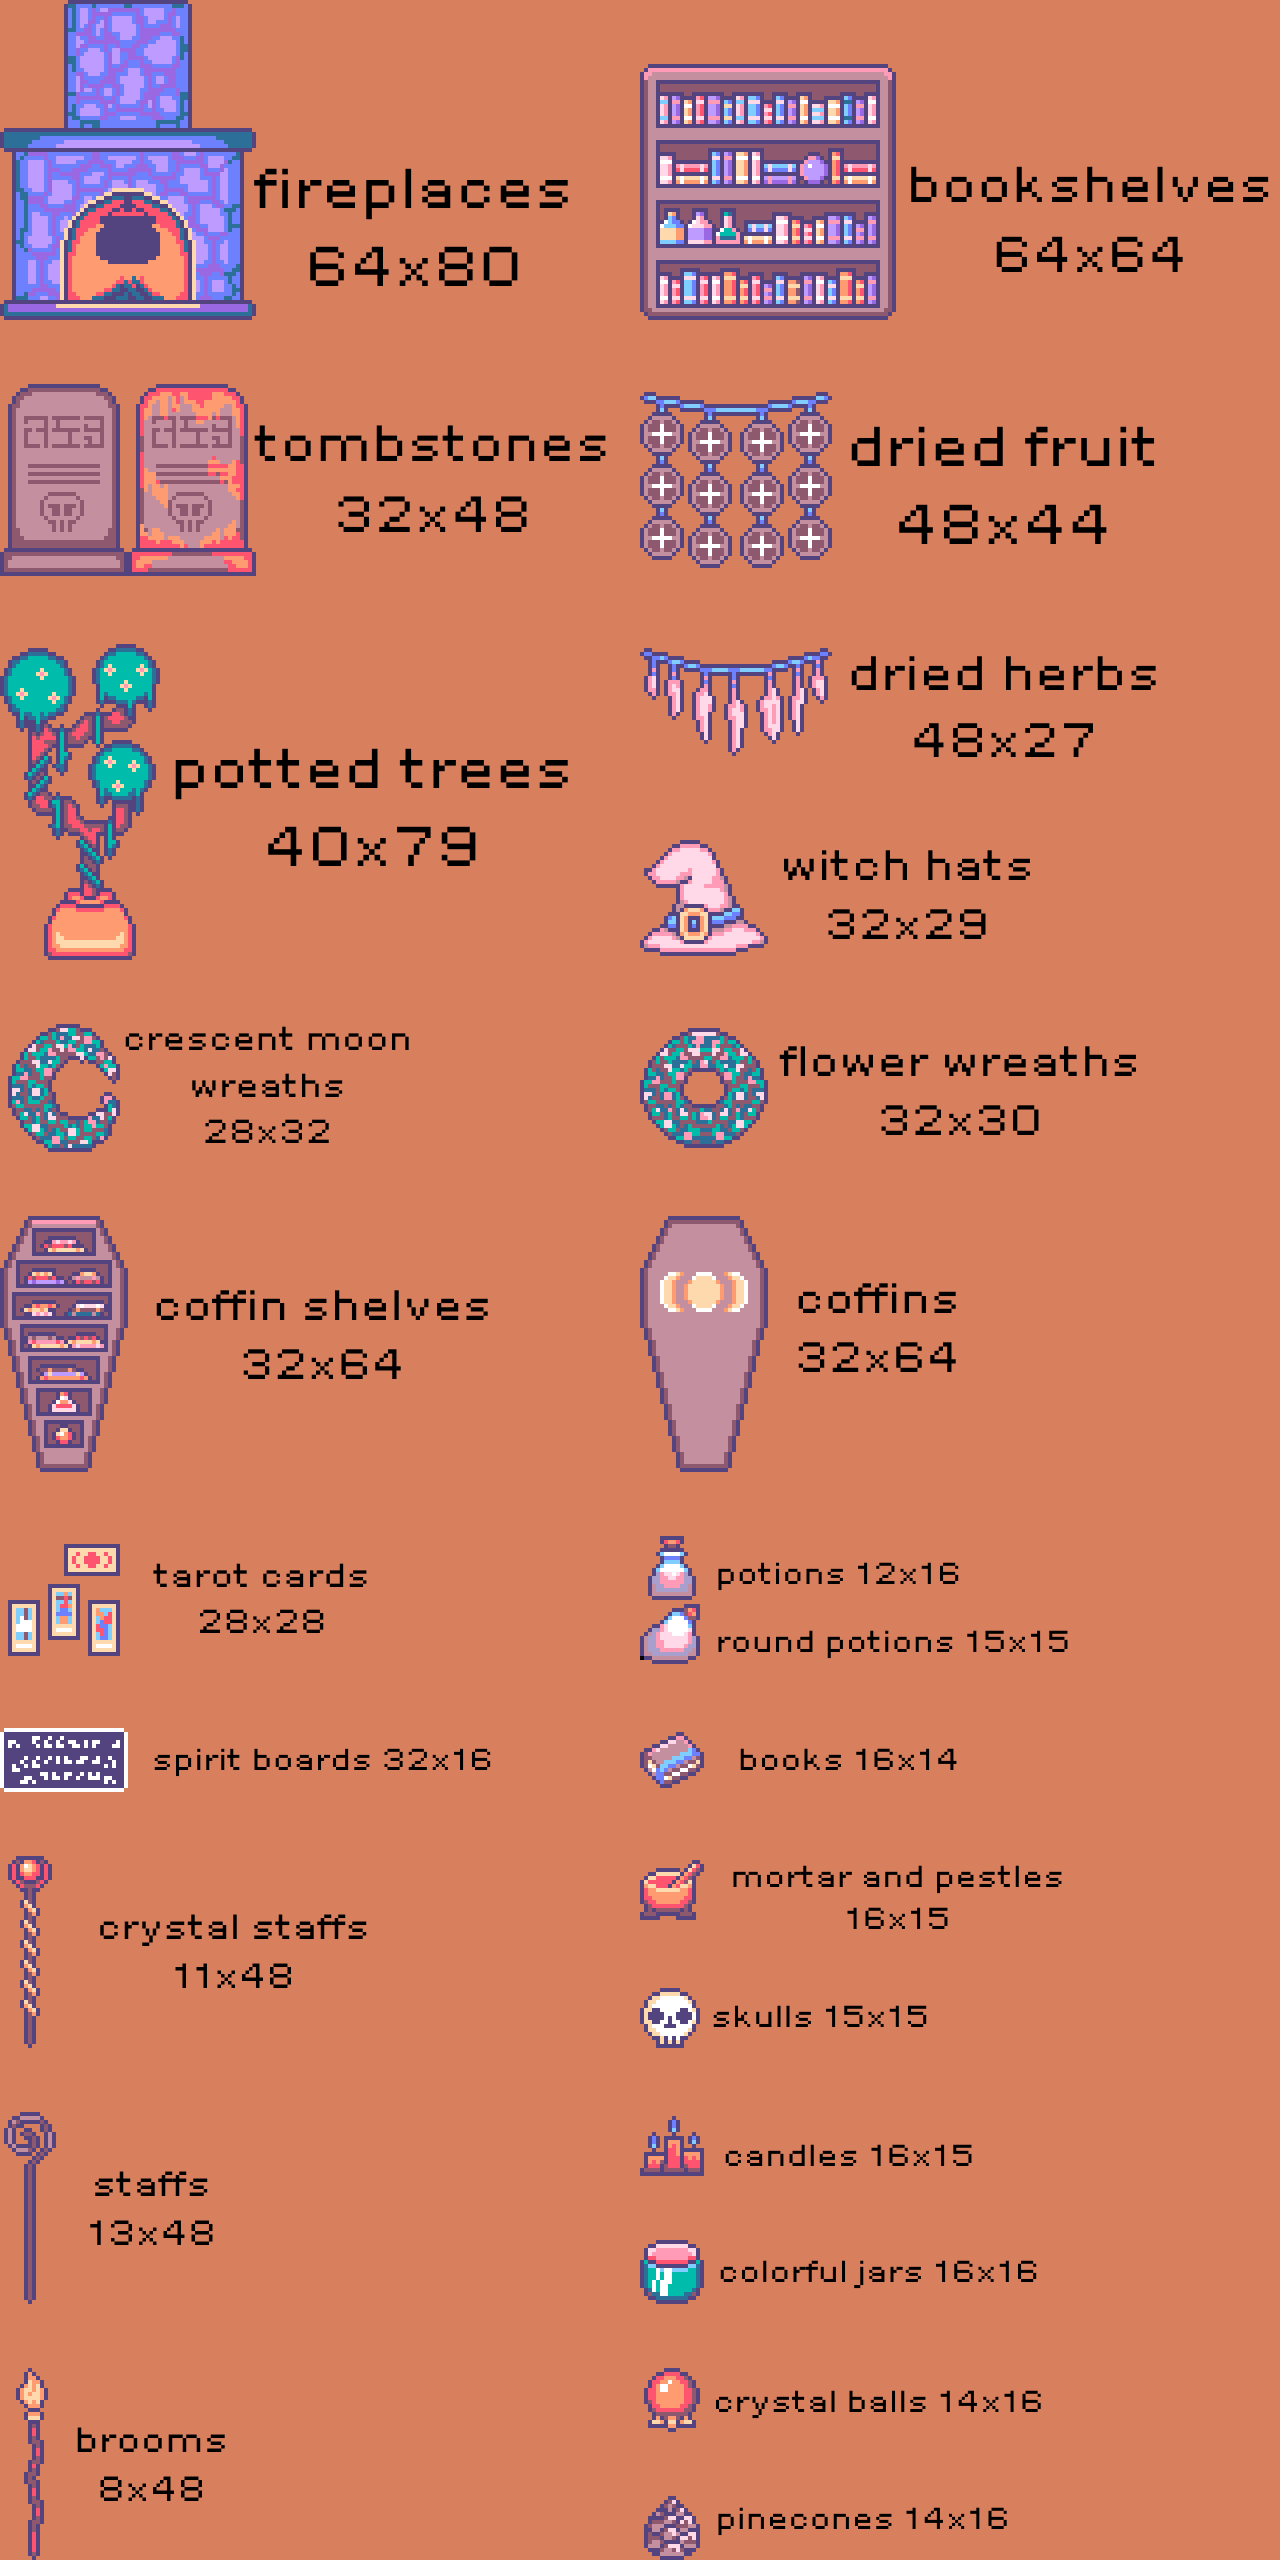 fireplaces
64x80
bookshelves
64x64
tombstones
32x48
dried fruit
48x44
potted trees
40x79
dried herbs
48x27
witch hats
32x29
crescent moon
wreaths
28x32
flower wreaths
32x30
coffin shelves
32x64
coffins
32x64
tarot cards
28x28
potions 12x16
round potions 15x15
spirit boards 32x16
books 16x14
crystal staffs
11x48
mortar and pestles
16x15
skulls 15x15
staffs
13x48
candles 16x15
colorful jars 16x16
brooms
8x48
crystal balls 14x16
pinecones 14x16